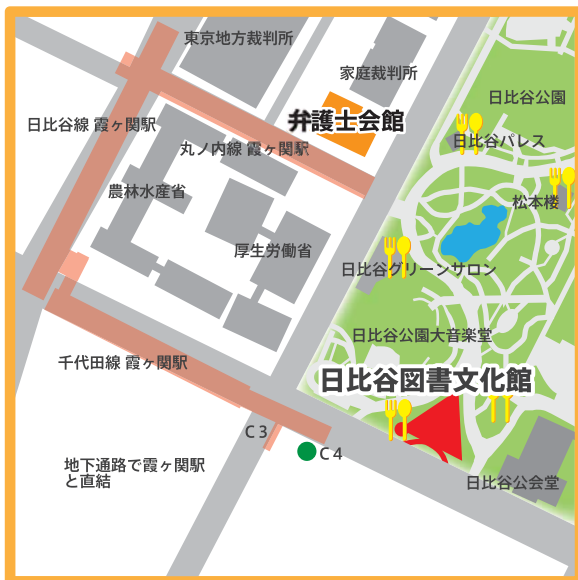 東京地方裁判所
家庭裁判所
日比谷公園
日比谷線 霞ヶ関駅
弁護士会館
日比谷パレス
丸ノ内線 霞ヶ関駅
農林水産省
松本楼
厚生労働省
日比谷グリーンサロン
日比谷公園大音楽堂
千代田線 霞ヶ関駅
日比谷図書文化館
C3
C4
地下通路で霞ヶ関駅
と直結
日比谷公会堂